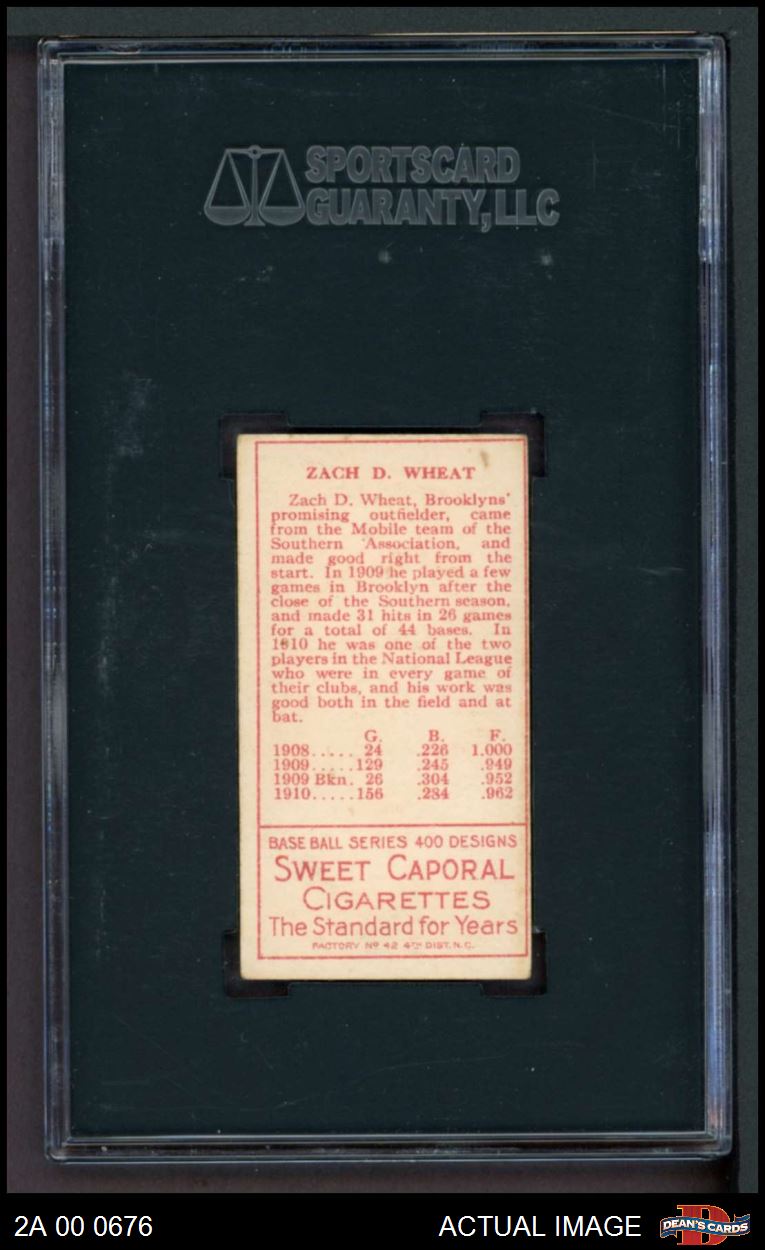 SPORTSCARD
GUARANTY, LLC
ZACH D. WHEAT
Zach D. Wheat, Brooklyns'
promising outfielder, came
from the Mobile team of the
Southern Association, and
made good right from the
start. In 1909 he played a few
games in Brooklyn after the
close of the Southern season,
and made 31 hits in 26 games
for a total of 44 bases. In
1910 he was one of the two
players in the National League
who were in every game of
their clubs, and his work was
good both in the field and at
bat.
G. B. F.
1908..... 24 .226 1.000
1909.....129 .245 .949
1909 Bkn. 26 .304 .952
1910.....156 .284 .962
BASE BALL SERIES 400 DESIGNS
SWEET CAPORAL
CIGARETTES
The Standard for Years
FACTORY Nº 42 4TH DIST. N.C.
2A 00 0676 ACTUAL IMAGE DEAN'S CARDS